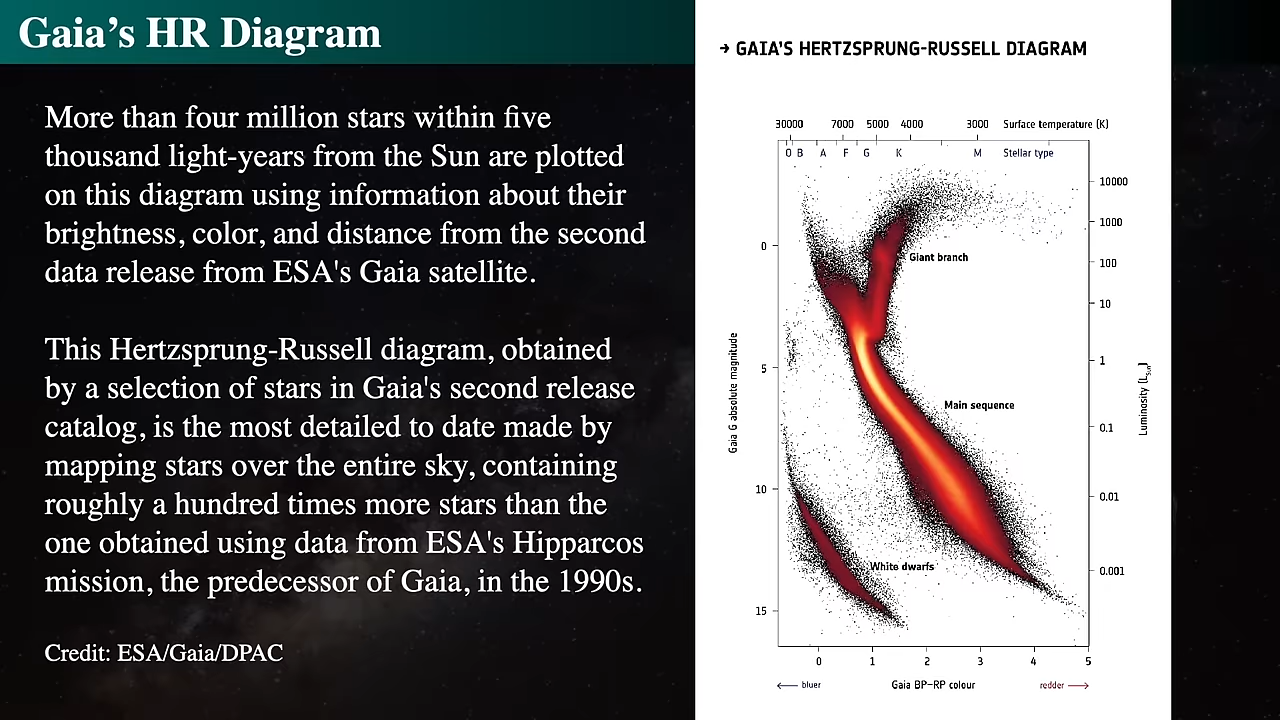 Gaia’s HR Diagram
More than four million stars within five
thousand light-years from the Sun are plotted
on this diagram using information about their
brightness, color, and distance from the second
data release from ESA's Gaia satellite.
This Hertzsprung-Russell diagram, obtained
by a selection of stars in Gaia's second release
catalog, is the most detailed to date made by
mapping stars over the entire sky, containing
roughly a hundred times more stars than the
one obtained using data from ESA's Hipparcos
mission, the predecessor of Gaia, in the 1990s.
Credit: ESA/Gaia/DPAC
→ GAIA'S HERTZSPRUNG-RUSSELL DIAGRAM
30000 7000 5000 4000 3000 Surface temperature (K)
O B A F G K M Stellar type
10000
1000
0
Giant branch
100
10
1
5
Main sequence
0.1
10
0.01
White dwarfs
0.001
15
Gaia G absolute magnitude
Luminosity [LSun]
0 1 2 3 4 5
← bluer Gaia BP–RP colour redder →